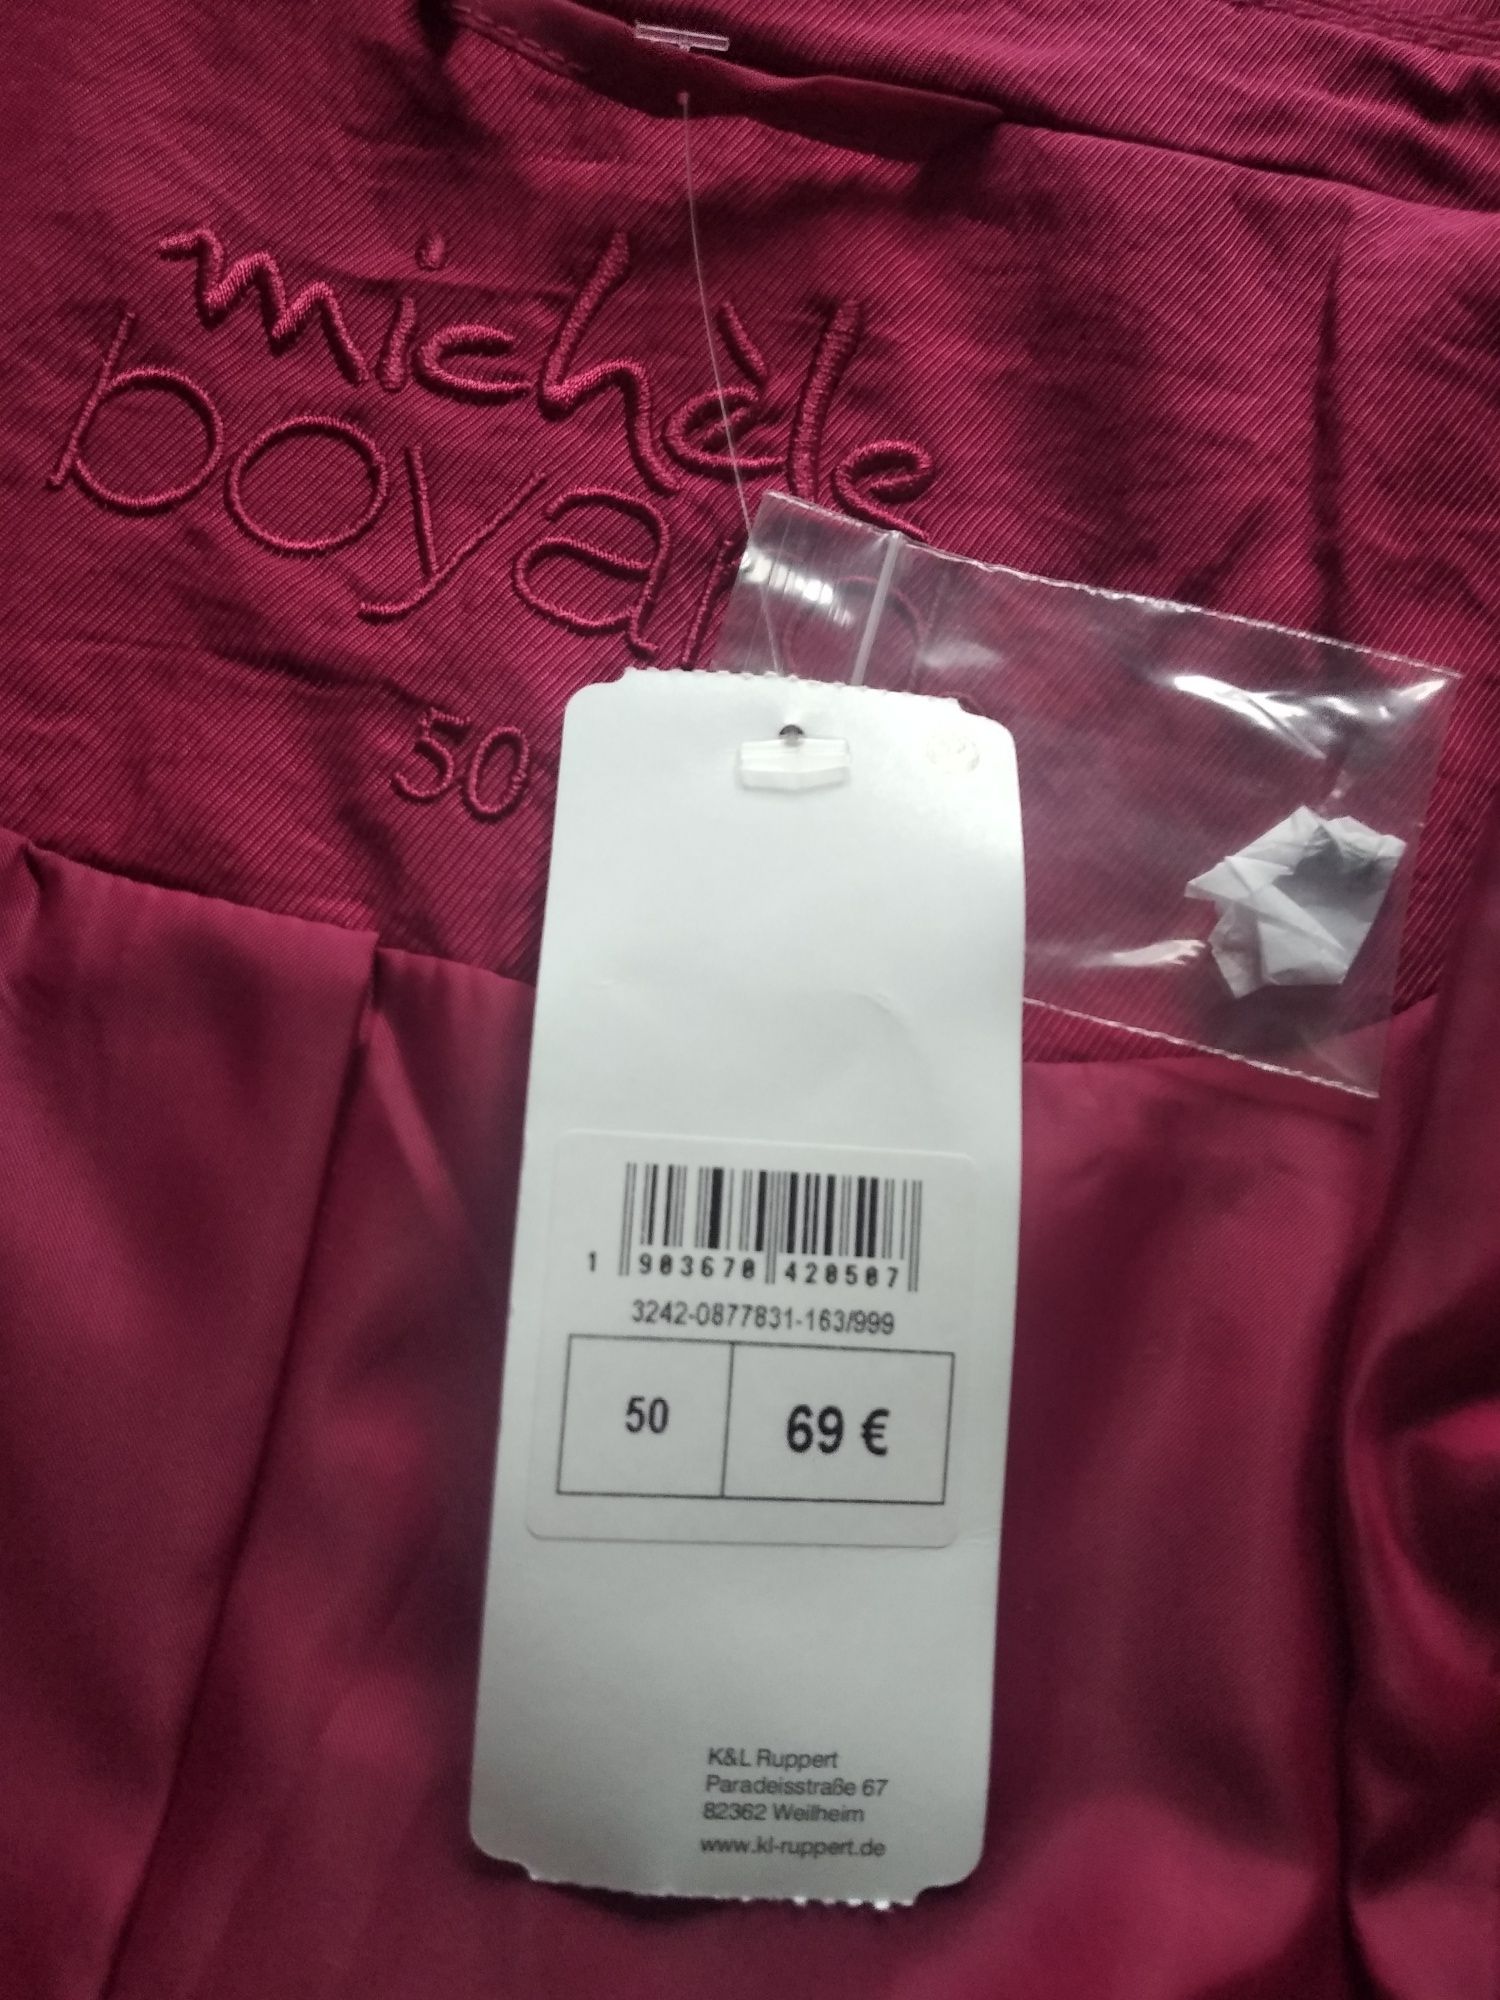 michèle
50
1 903670 420507
3242-0877831-163/999
50
69 €
K&L Ruppert
Paradeisstraße 67
82362 Weilheim
www.kl-ruppert.de